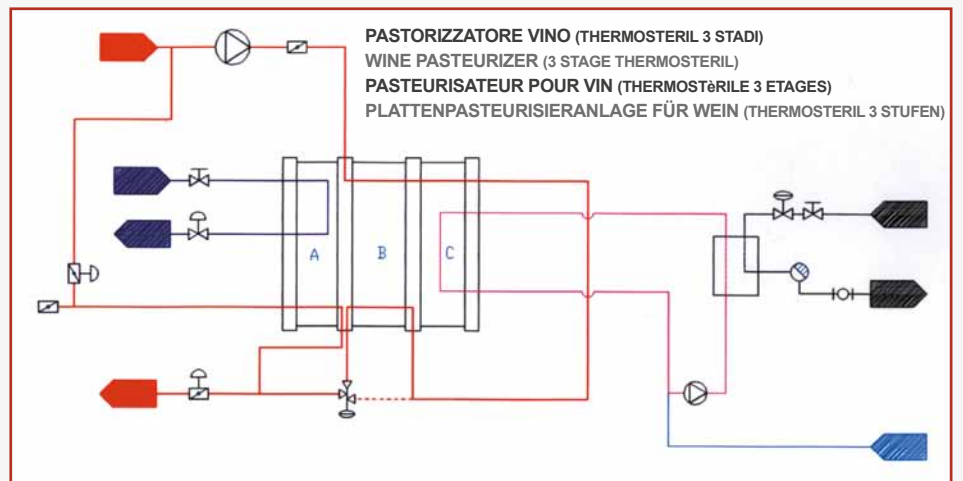 PASTORIZZATORE VINO (THERMOSTERIL 3 STADI)
WINE PASTEURIZER (3 STAGE THERMOSTERIL)
PASTEURISATEUR POUR VIN (THERMOSTèRILE 3 ETAGES)
PLATTENPASTEURISIERANLAGE FÜR WEIN (THERMOSTERIL 3 STUFEN)
A B C